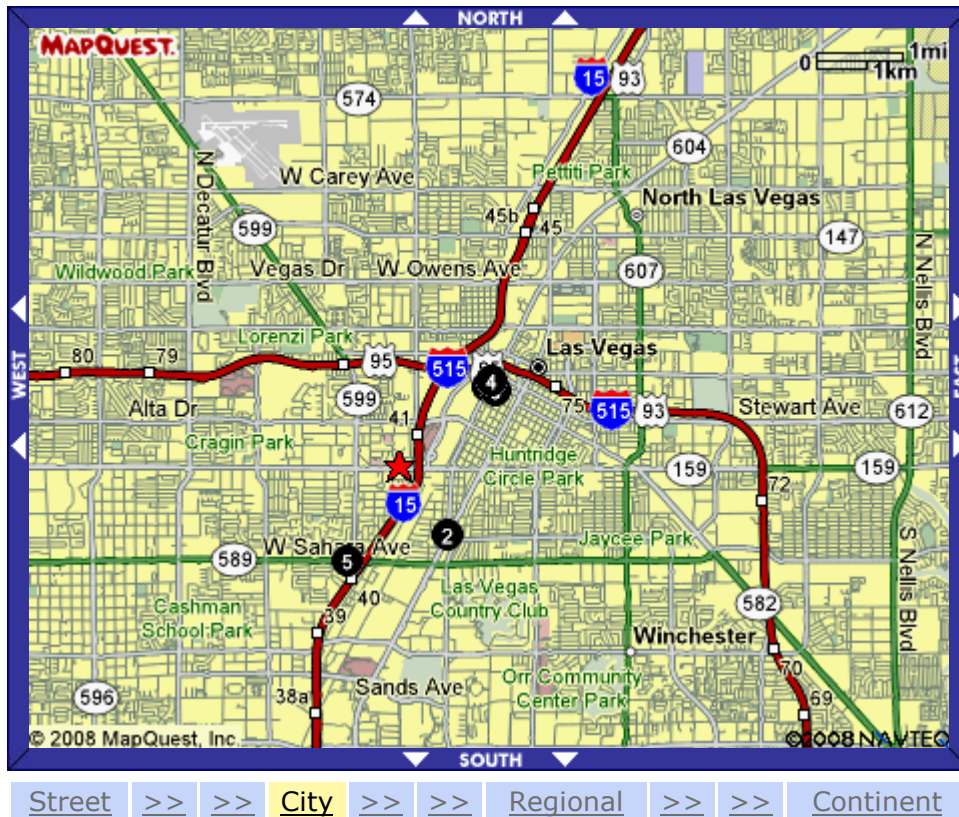 NORTH
MAPQUEST.
0 1mi
1km
15 93
574
604
W Carey Ave
Pettiti Park
North Las Vegas
N Decatur Blvd
45b
45
599
147
Wildwood Park
Vegas Dr
W Owens Ave
607
N Nellis Blvd
Lorenzi Park
WEST
EAST
80
79
95
515
Las Vegas
4
599
75
515
93
Stewart Ave
612
Alta Dr
41
Cragin Park
Huntridge
Circle Park
159
159
72
15
2
W Sahara Ave
5
589
Jaycee Park
S Nellis Blvd
40
Las Vegas
Country Club
Cashman
School Park
39
582
Winchester
70
38a
Sands Ave
Orr Community
Center Park
69
596
© 2008 MapQuest, Inc.
©2008 NAVTEQ
SOUTH
Street >> >> City >> >> Regional >> >> Continent